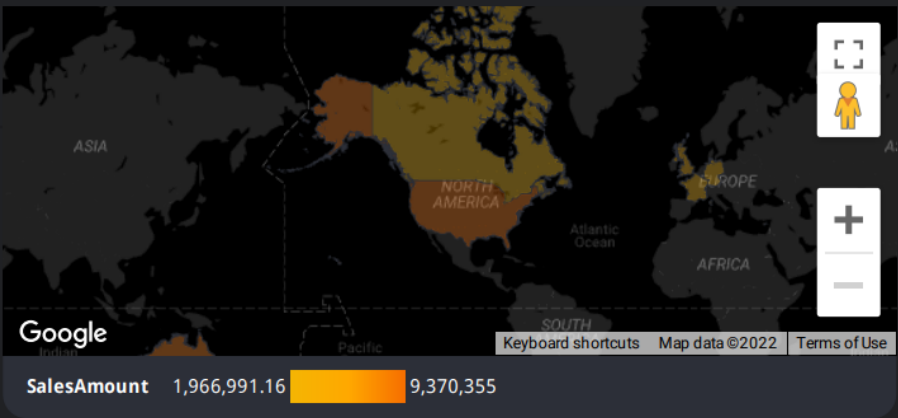 ASIA
NORTH
AMERICA
EUROPE
Atlantic
Ocean
AFRICA
SOUTH
Google
Indian
Pacific
Keyboard shortcuts Map data ©2022 Terms of Use
SalesAmount 1,966,991.16 9,370,355